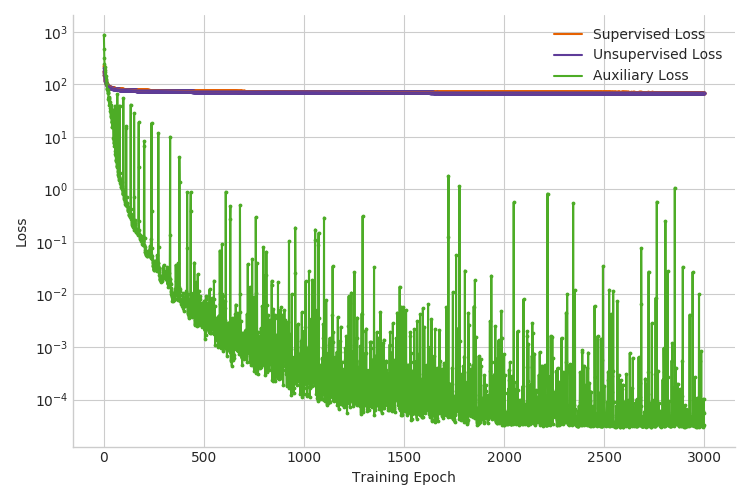 10³
10²
10¹
10⁰
10⁻¹
10⁻²
10⁻³
10⁻⁴
Loss
Supervised Loss
Unsupervised Loss
Auxiliary Loss
0 500 1000 1500 2000 2500 3000
Training Epoch